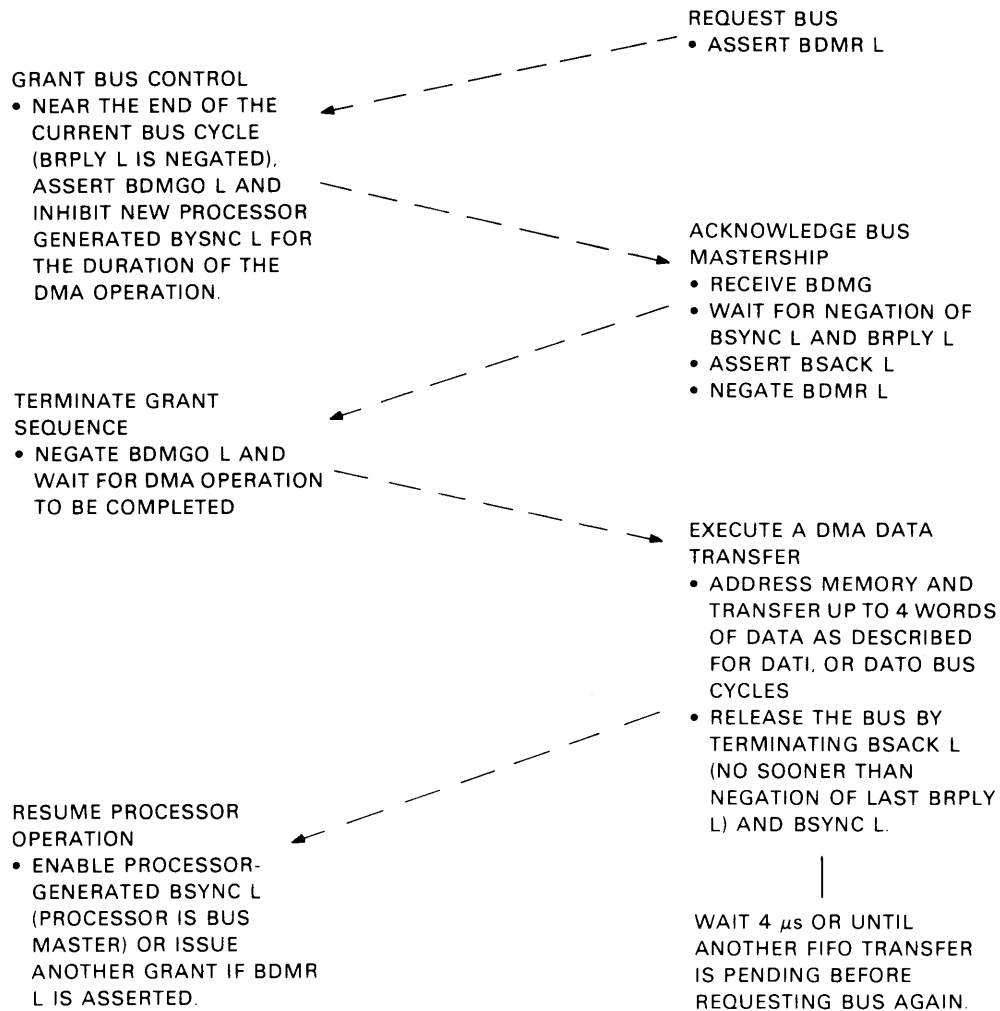 REQUEST BUS
• ASSERT BDMR L
GRANT BUS CONTROL
• NEAR THE END OF THE
CURRENT BUS CYCLE
(BRPLY L IS NEGATED),
ASSERT BDMGO L AND
INHIBIT NEW PROCESSOR
GENERATED BYSNC L FOR
THE DURATION OF THE
DMA OPERATION.
ACKNOWLEDGE BUS
MASTERSHIP
• RECEIVE BDMG
• WAIT FOR NEGATION OF
BSYNC L AND BRPLY L
• ASSERT BSACK L
• NEGATE BDMR L
TERMINATE GRANT
SEQUENCE
• NEGATE BDMGO L AND
WAIT FOR DMA OPERATION
TO BE COMPLETED
EXECUTE A DMA DATA
TRANSFER
• ADDRESS MEMORY AND
TRANSFER UP TO 4 WORDS
OF DATA AS DESCRIBED
FOR DATI, OR DATO BUS
CYCLES
• RELEASE THE BUS BY
TERMINATING BSACK L
(NO SOONER THAN
NEGATION OF LAST BRPLY
L) AND BSYNC L.
RESUME PROCESSOR
OPERATION
• ENABLE PROCESSOR-
GENERATED BSYNC L
(PROCESSOR IS BUS
MASTER) OR ISSUE
ANOTHER GRANT IF BDMR
L IS ASSERTED.
WAIT 4 μs OR UNTIL
ANOTHER FIFO TRANSFER
IS PENDING BEFORE
REQUESTING BUS AGAIN.